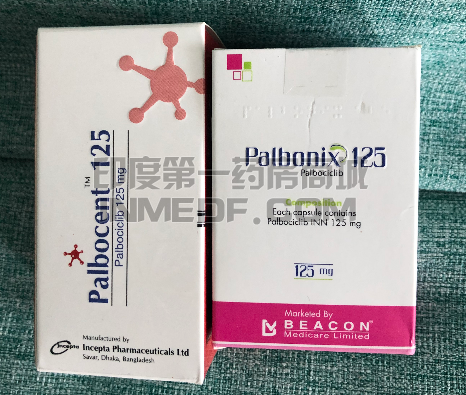 Palbocent™ 125
Palbociclib 125 mg
Manufactured by
Incepta
Incepta Pharmaceuticals Ltd
Savar, Dhaka, Bangladesh
Palbonix 125
Palbociclib
Composition
Each capsule contains
Palbociclib INN 125 mg
125 mg
Marketed By
BEACON
Medicare Limited
印度第一药房商城
INMEDF.COM